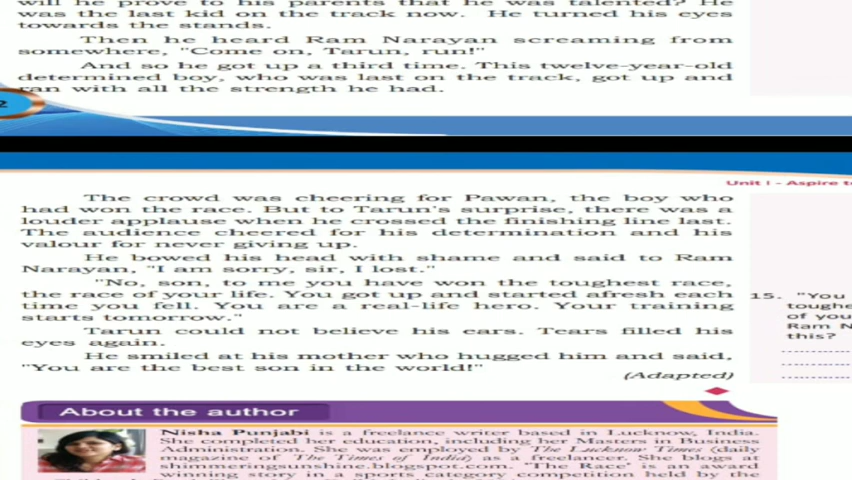 will he prove to his parents that he was talented? He
was the last kid on the track now. He turned his eyes
towards the stands.
Then he heard Ram Narayan screaming from
somewhere, "Come on, Tarun, run!"
And so he got up a third time. This twelve-year-old
determined boy, who was last on the track, got up and
ran with all the strength he had.
2
Unit I - Aspire to
The crowd was cheering for Pawan, the boy who
had won the race. But to Tarun's surprise, there was a
louder applause when he crossed the finishing line last.
The audience cheered for his determination and his
valour for never giving up.
He bowed his head with shame and said to Ram
Narayan, "I am sorry, sir, I lost."
"No, son, to me you have won the toughest race,
the race of your life. You got up and started afresh each
time you fell. You are a real-life hero. Your training
starts tomorrow."
Tarun could not believe his ears. Tears filled his
eyes again.
He smiled at his mother who hugged him and said,
"You are the best son in the world!"
(Adapted)
15. "You
toughe
of you
Ram N
this?
About the author
Nisha Punjabi is a freelance writer based in Lucknow, India.
She completed her education, including her Masters in Business
Administration. She was employed by The Lucknow Times (daily
magazine of The Times of India) as a freelancer. She blogs at
shimmeringsunshine.blogspot.com. "The Race" is an award
winning story in a sports category competition held by the